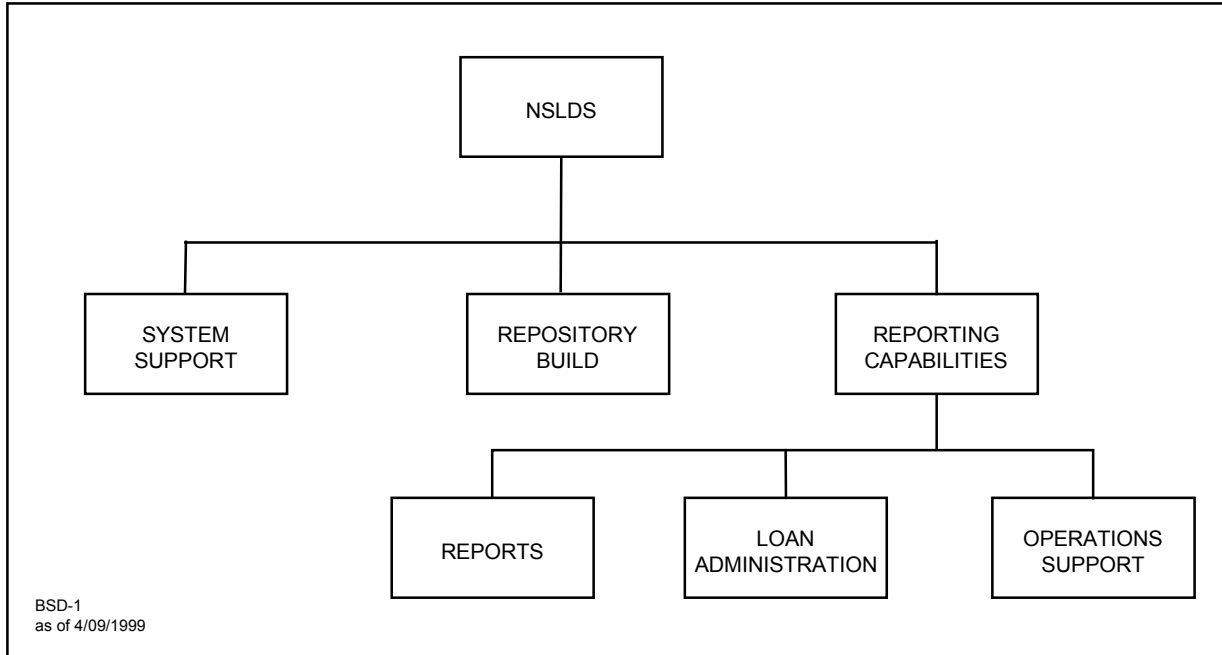 NSLDS
SYSTEM
SUPPORT
REPOSITORY
BUILD
REPORTING
CAPABILITIES
REPORTS
LOAN
ADMINISTRATION
OPERATIONS
SUPPORT
BSD-1
as of 4/09/1999